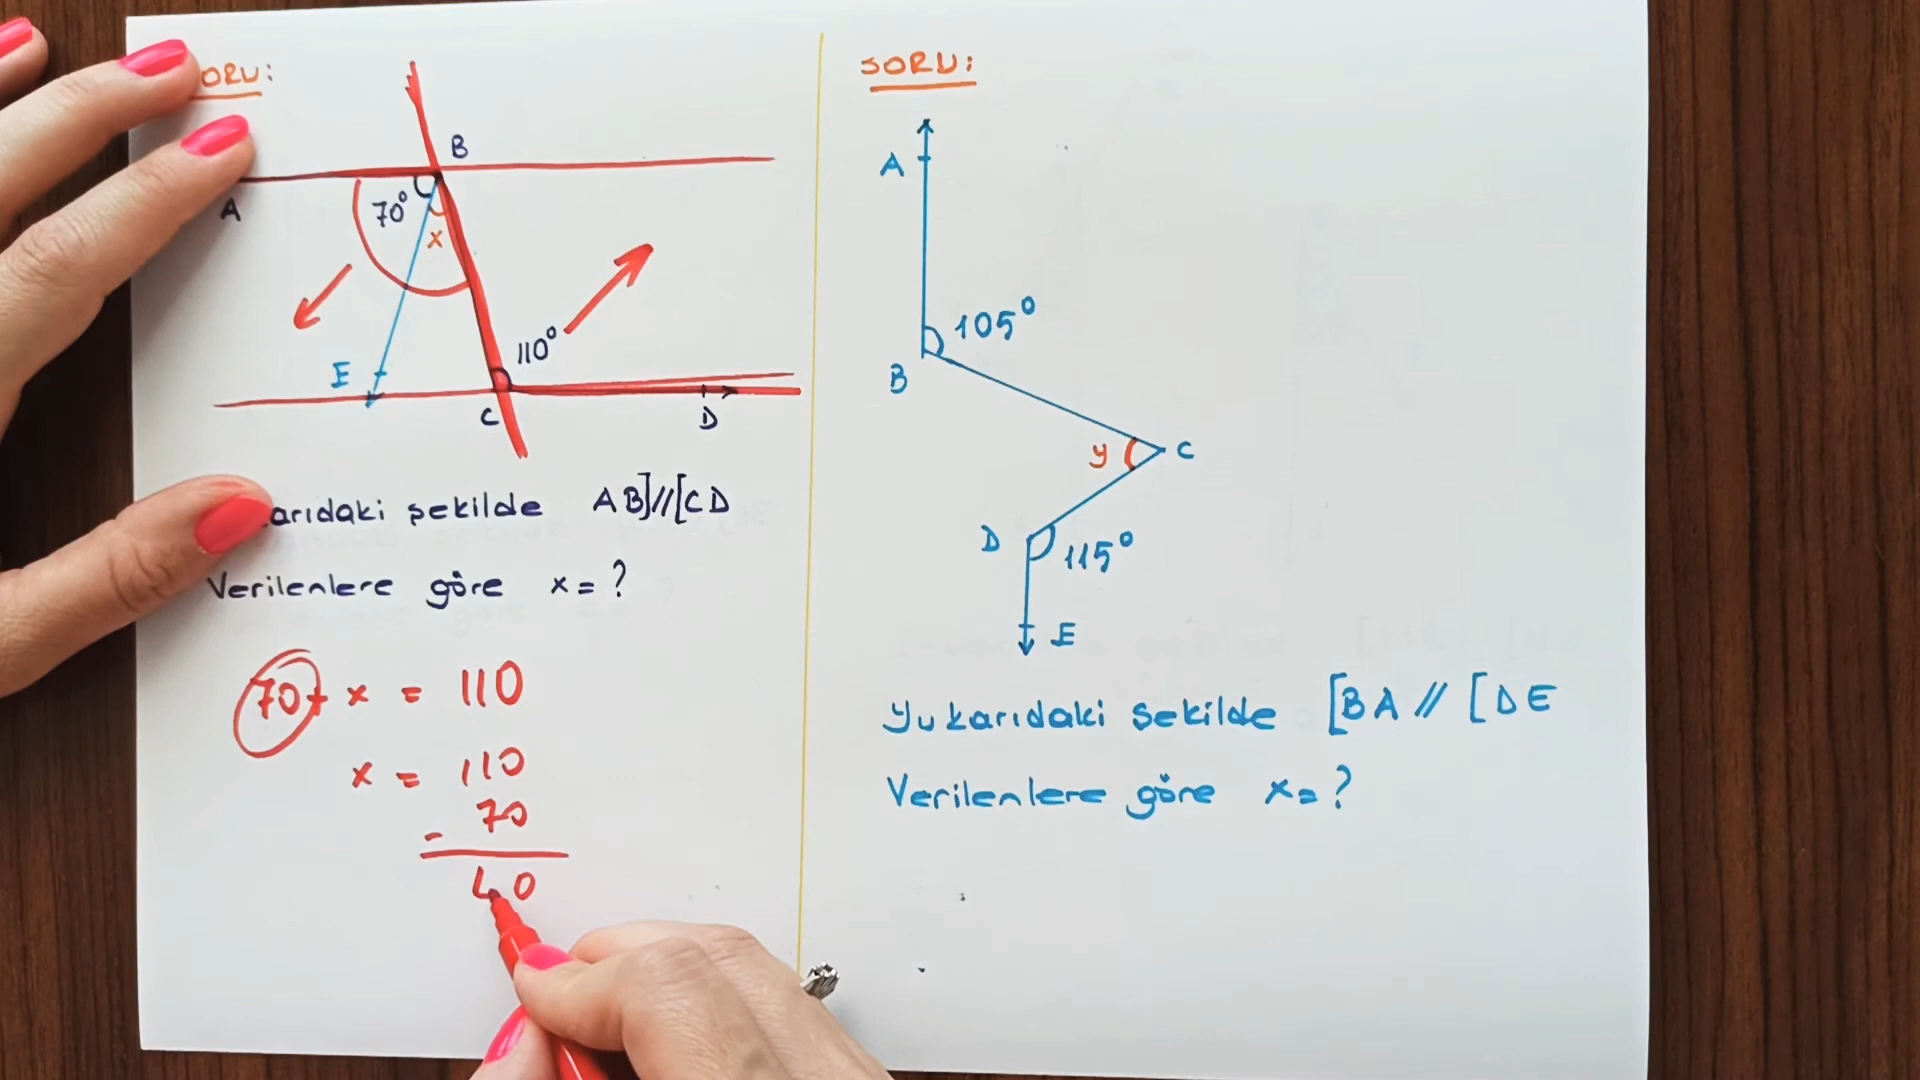 ORU:
B
A
70°
x
110°
E
C
D
arıdaki şekilde AB]//[CD
Verilenlere göre x=?
70+ x = 110
x = 110
- 70
40
SORU:
A
105°
B
y
C
D
115°
E
Yukarıdaki şekilde [BA // [DE
Verilenlere göre x=?